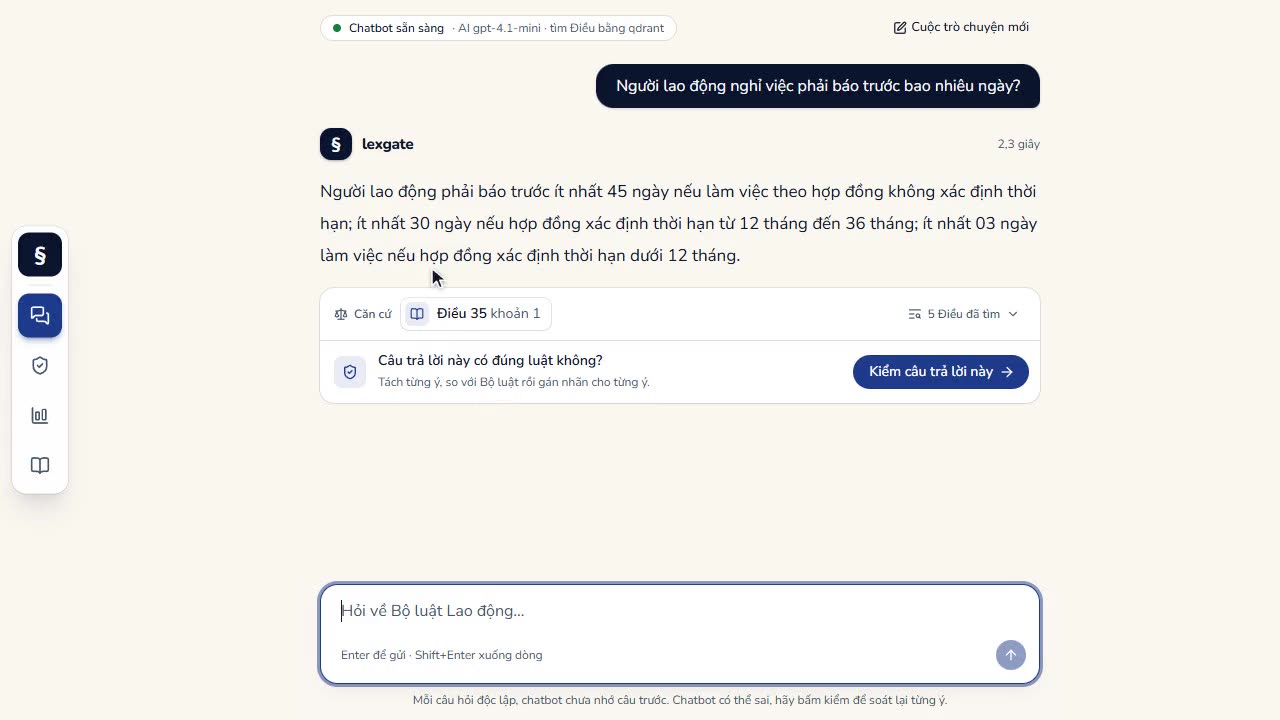 Chatbot sẵn sàng · AI gpt-4.1-mini · tìm Điều bằng qdrant
Cuộc trò chuyện mới
Người lao động nghỉ việc phải báo trước bao nhiêu ngày?
§ lexgate
2,3 giây
Người lao động phải báo trước ít nhất 45 ngày nếu làm việc theo hợp đồng không xác định thời
hạn; ít nhất 30 ngày nếu hợp đồng xác định thời hạn từ 12 tháng đến 36 tháng; ít nhất 03 ngày
làm việc nếu hợp đồng xác định thời hạn dưới 12 tháng.
§
Căn cứ Điều 35 khoản 1
5 Điều đã tìm
Câu trả lời này có đúng luật không?
Tách từng ý, so với Bộ luật rồi gán nhãn cho từng ý.
Kiểm câu trả lời này
Hỏi về Bộ luật Lao động...
Enter để gửi · Shift+Enter xuống dòng
Mỗi câu hỏi độc lập, chatbot chưa nhớ câu trước. Chatbot có thể sai, hãy bấm kiểm để soát lại từng ý.